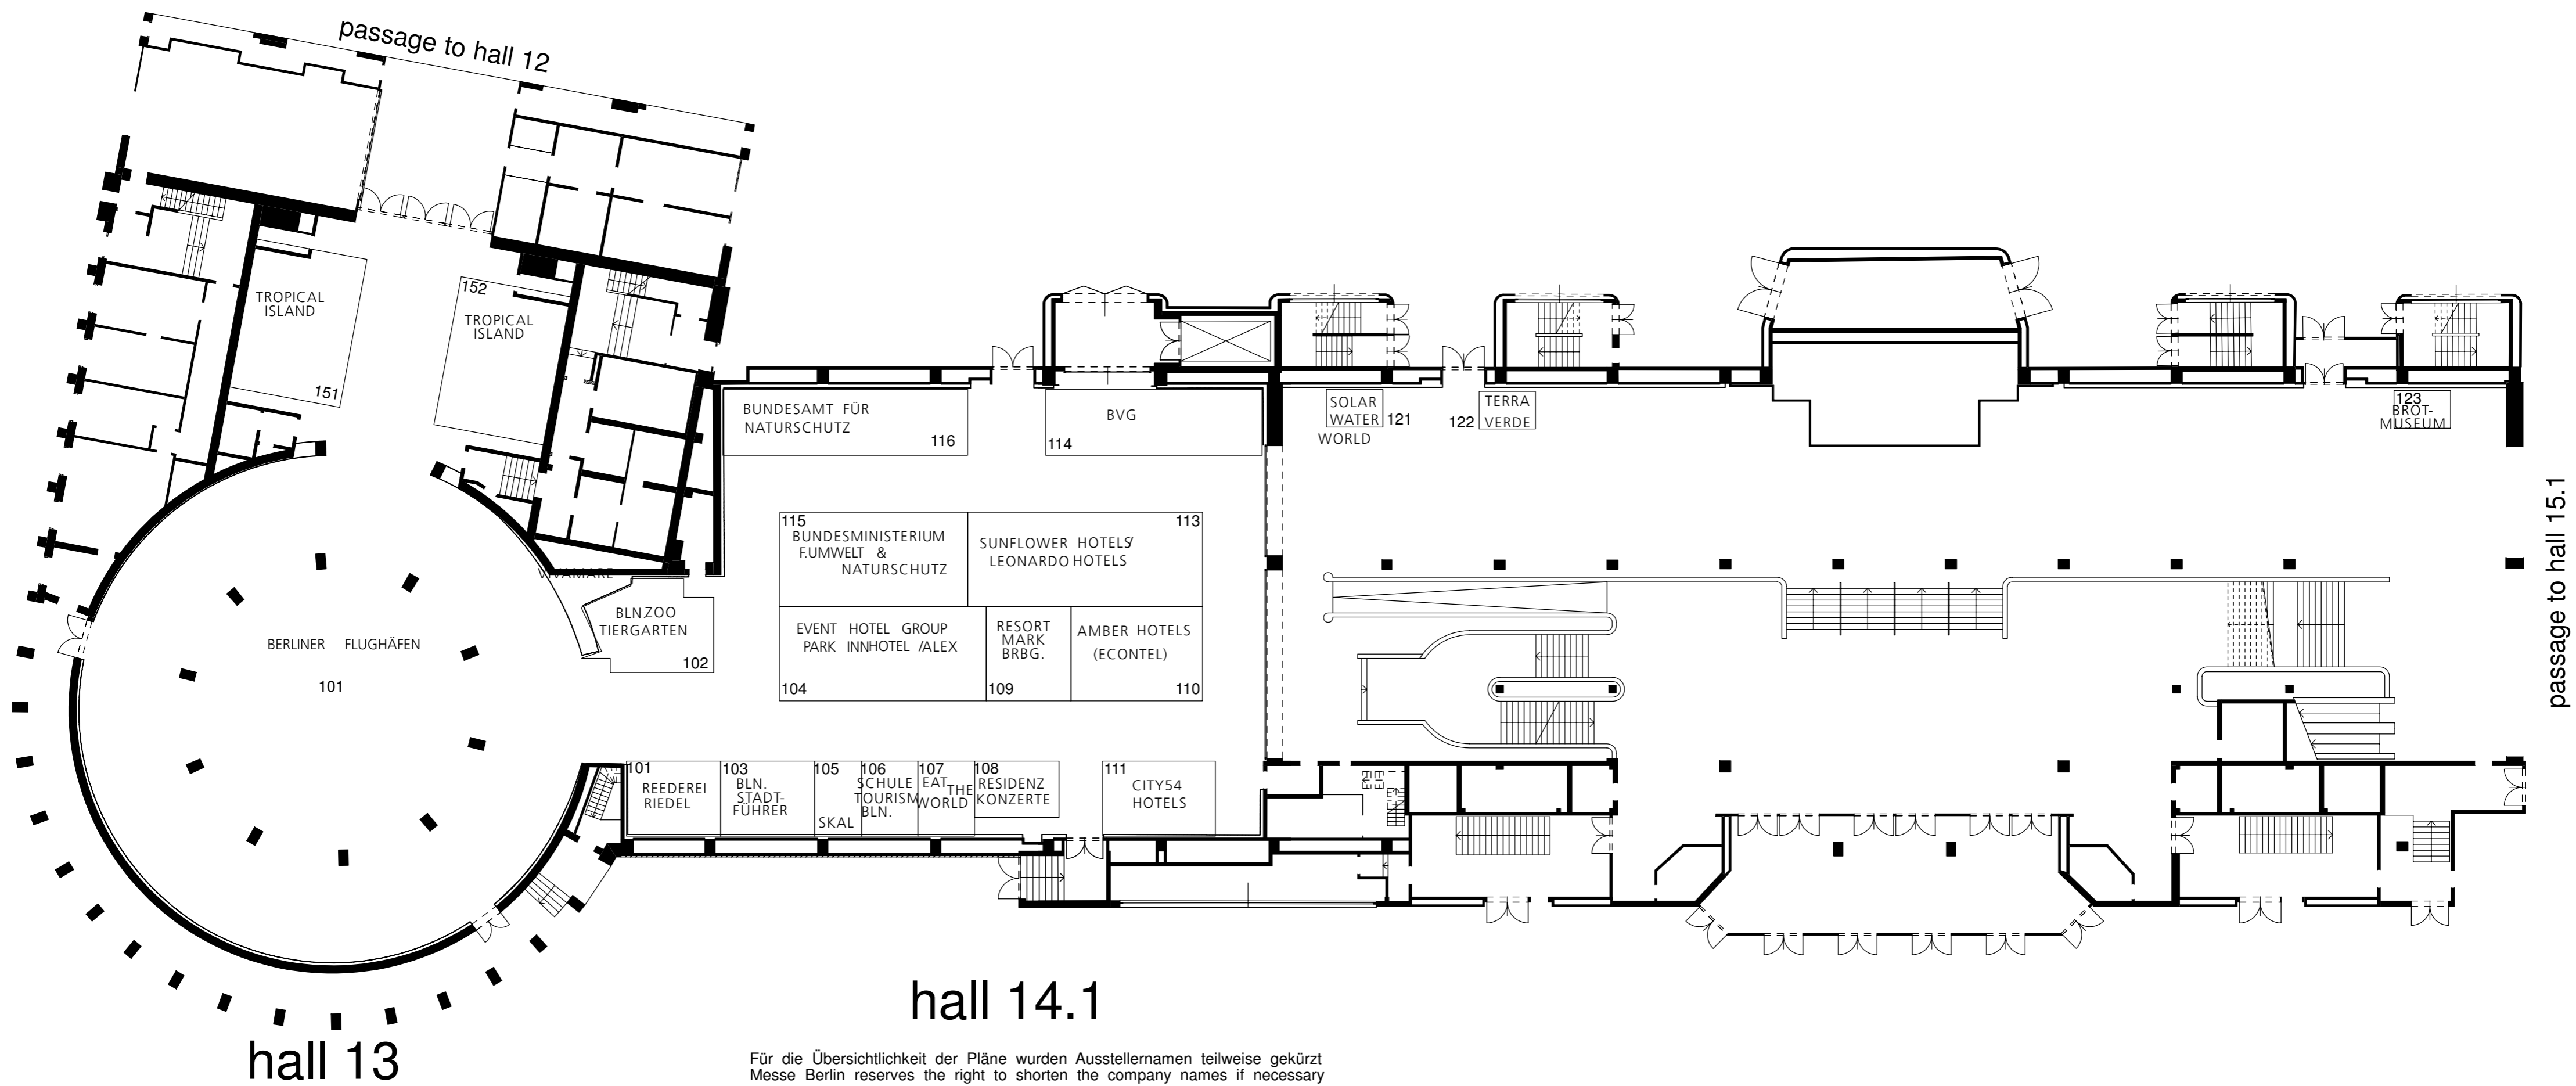 passage to hall 12
TROPICAL
ISLAND
151
152
TROPICAL
ISLAND
BERLINER FLUGHÄFEN
101
VIVAMARE
BLN.ZOO
TIERGARTEN
102
BUNDESAMT FÜR
NATURSCHUTZ
116
BVG
114
115
BUNDESMINISTERIUM
F.UMWELT &
NATURSCHUTZ
113
SUNFLOWER HOTELS/
LEONARDO HOTELS
EVENT HOTEL GROUP
PARK INNHOTEL /ALEX
104
RESORT
MARK
BRBG.
109
AMBER HOTELS
(ECONTEL)
110
101
REEDEREI
RIEDEL
103
BLN.
STADT-
FÜHRER
105
SKAL
106
SCHULE
TOURISM
BLN.
107
EAT
THE
WORLD
108
RESIDENZ
KONZERTE
111
CITY54
HOTELS
SOLAR
WATER
WORLD
121
122
TERRA
VERDE
123
BROT-
MUSEUM
passage to hall 15.1
hall 14.1
hall 13
Für die Übersichtlichkeit der Pläne wurden Ausstellernamen teilweise gekürzt
Messe Berlin reserves the right to shorten the company names if necessary